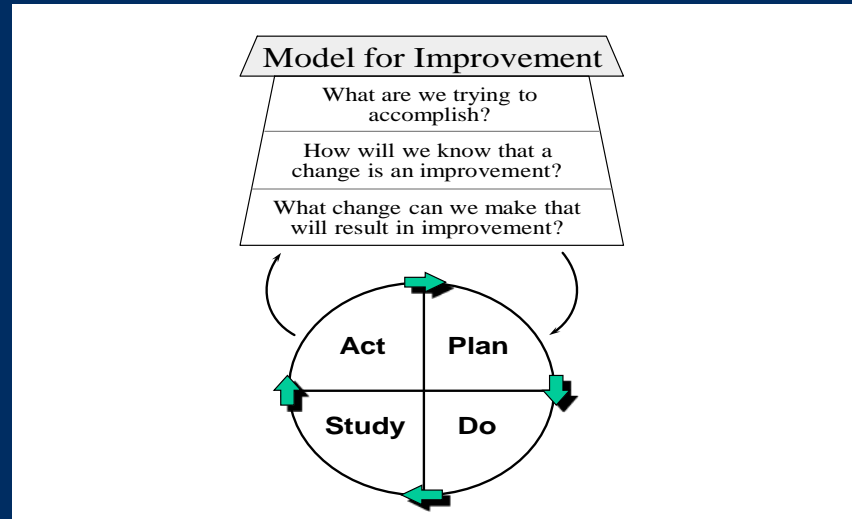 Model for Improvement
What are we trying to
accomplish?
How will we know that a
change is an improvement?
What change can we make that
will result in improvement?
Act
Plan
Study
Do